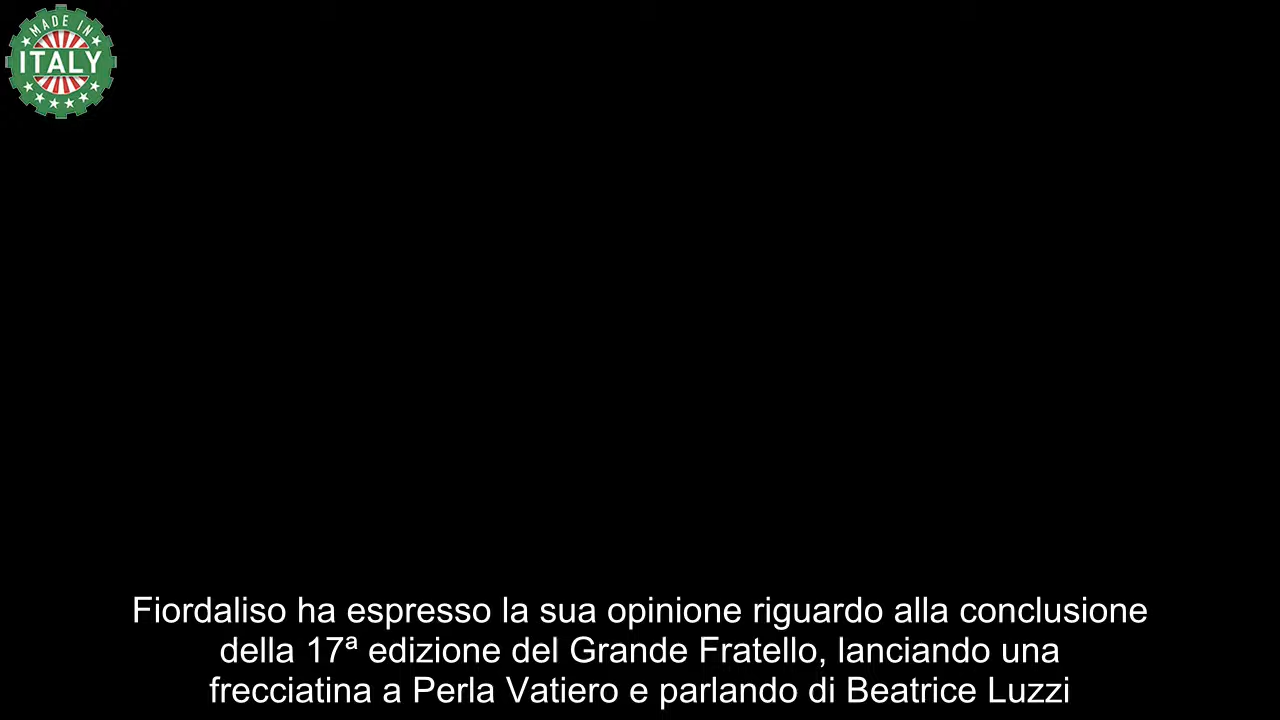 MADE IN
ITALY
Fiordaliso ha espresso la sua opinione riguardo alla conclusione
della 17ª edizione del Grande Fratello, lanciando una
frecciatina a Perla Vatiero e parlando di Beatrice Luzzi